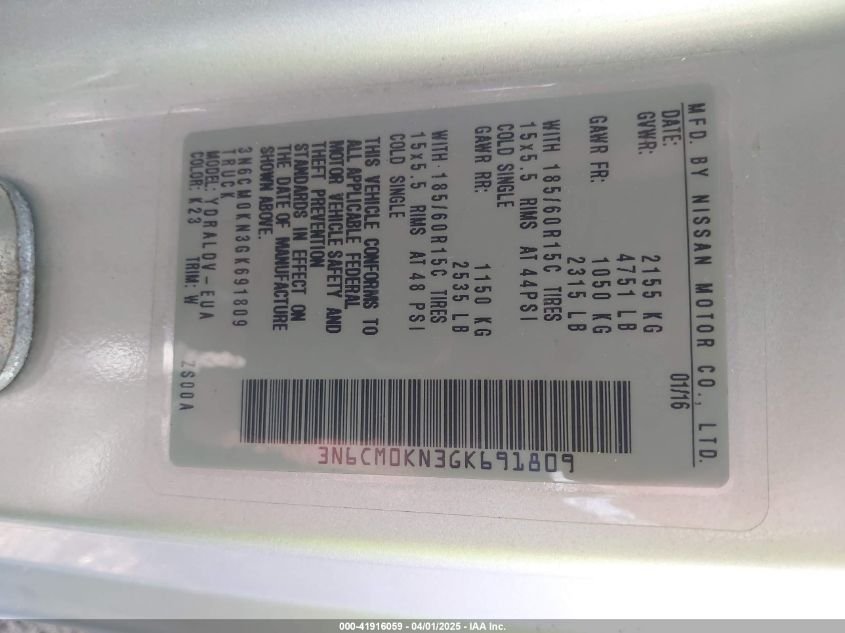 MFD. BY NISSAN MOTOR CO., LTD.
DATE: 01/16
GVWR: 2155 KG
4751 LB
GAWR FR: 1050 KG
2315 LB
WITH 185/60R15C TIRES
15x5.5 RIMS AT 44PSI
COLD SINGLE
GAWR RR: 1150 KG
2535 LB
WITH 185/60R15C TIRES
15x5.5 RIMS AT 48 PSI
COLD SINGLE
THIS VEHICLE CONFORMS TO
ALL APPLICABLE FEDERAL
MOTOR VEHICLE SAFETY AND
THEFT PREVENTION
STANDARDS IN EFFECT ON
THE DATE OF MANUFACTURE
SHOWN ABOVE.
3N6CM0KN3GK691809
TRUCK
MODEL: YDRALDV-EUA
COLOR: K23 TRIM: W ZS00A
3N6CM0KN3GK691809
000-41916059 - 04/01/2025 - IAA Inc.